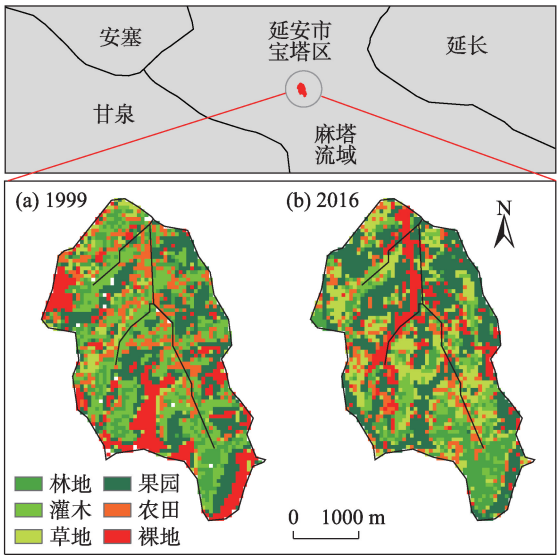 安塞
延安市
宝塔区
延长
甘泉
麻塔
流域
(a) 1999
(b) 2016
N
林地 果园
灌木 农田
草地 裸地
0 1000 m